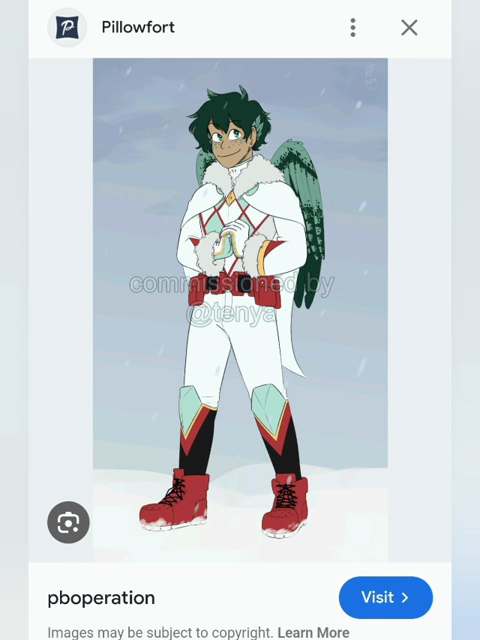 Pillowfort
commissioned by
@tenya
pboperation
Visit
Images may be subject to copyright. Learn More